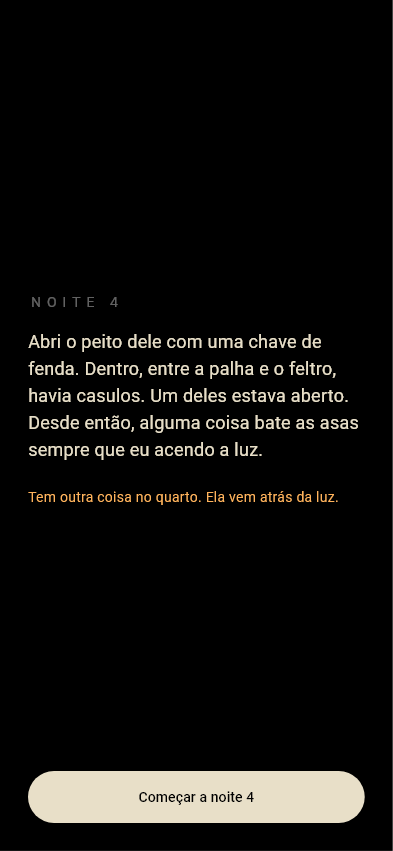 NOITE 4
Abri o peito dele com uma chave de
fenda. Dentro, entre a palha e o feltro,
havia casulos. Um deles estava aberto.
Desde então, alguma coisa bate as asas
sempre que eu acendo a luz.
Tem outra coisa no quarto. Ela vem atrás da luz.
Começar a noite 4